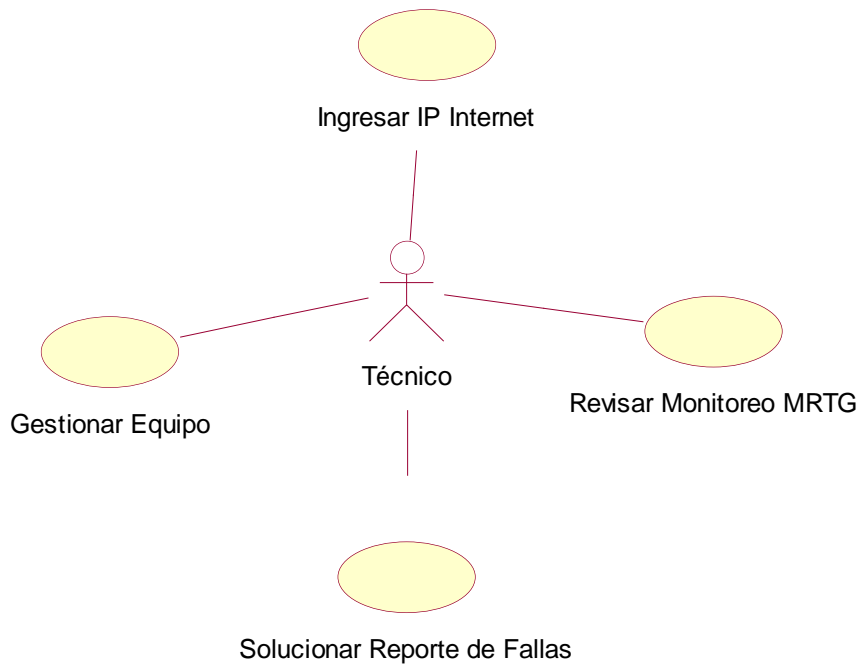 Ingresar IP Internet
Técnico
Gestionar Equipo
Revisar Monitoreo MRTG
Solucionar Reporte de Fallas